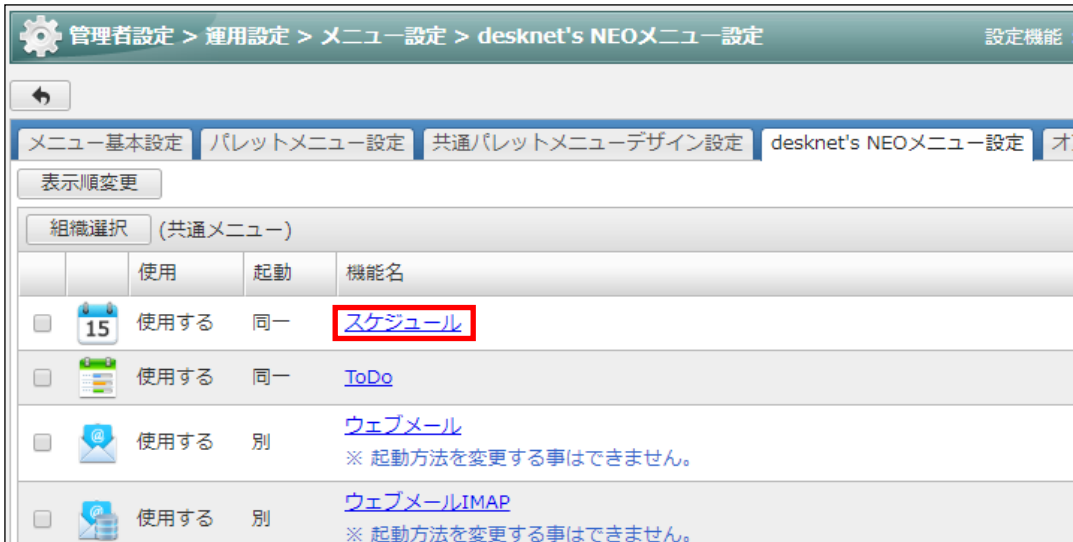 管理者設定 > 運用設定 > メニュー設定 > desknet's NEOメニュー設定 設定機能
メニュー基本設定 パレットメニュー設定 共通パレットメニューデザイン設定 desknet's NEOメニュー設定 オ
表示順変更
組織選択 (共通メニュー)
使用 起動 機能名
15 使用する 同一 スケジュール
使用する 同一 ToDo
使用する 別 ウェブメール
※ 起動方法を変更する事はできません。
使用する 別 ウェブメールIMAP
※ 起動方法を変更する事はできません。